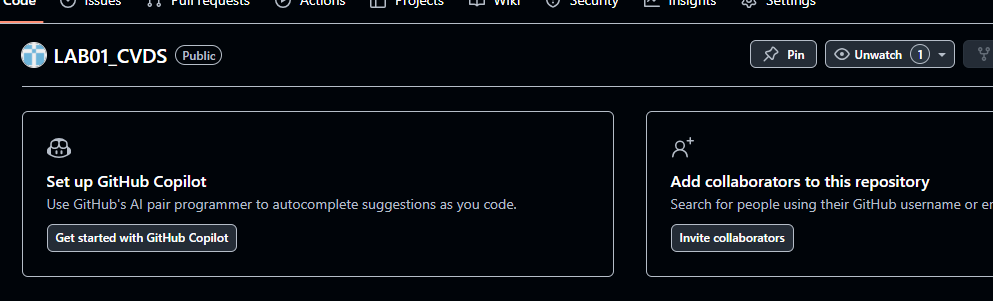 Code Issues Pull requests Actions Projects Wiki Security Insights Settings
LAB01_CVDS Public Pin Unwatch 1
Set up GitHub Copilot
Use GitHub's AI pair programmer to autocomplete suggestions as you code.
Get started with GitHub Copilot
Add collaborators to this repository
Search for people using their GitHub username or
Invite collaborators